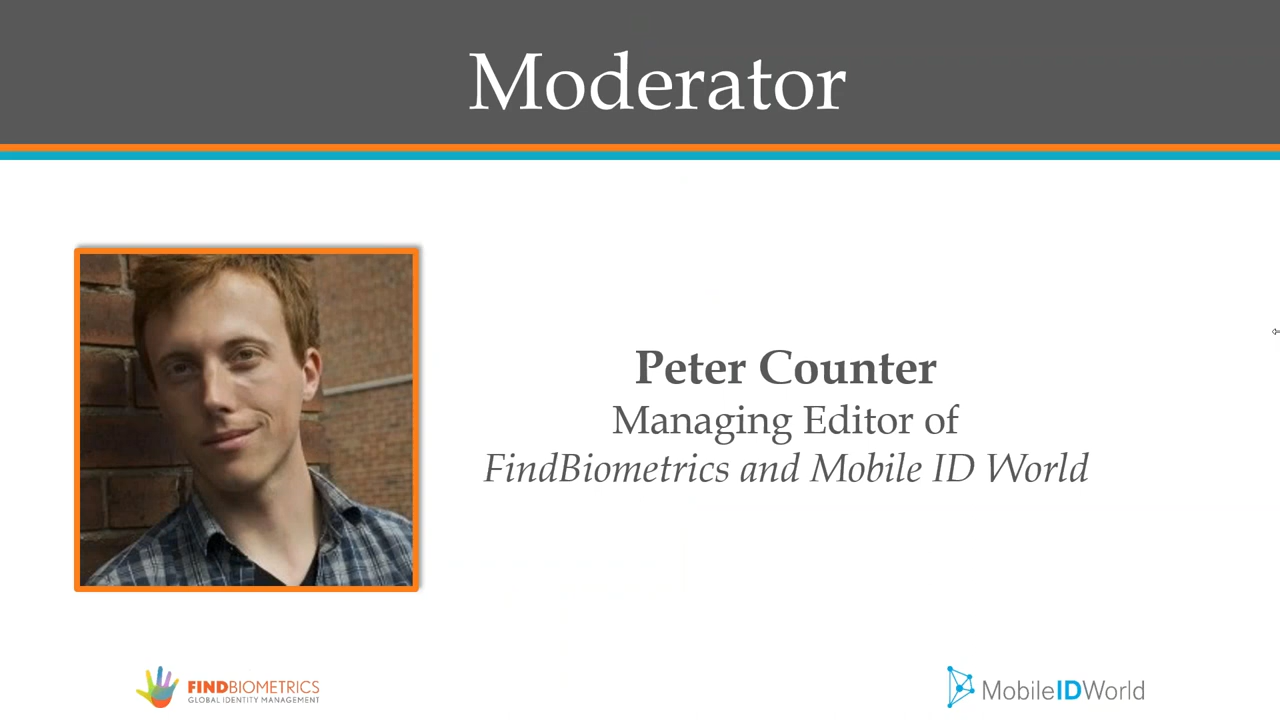 Moderator
Peter Counter
Managing Editor of
FindBiometrics and Mobile ID World
FINDBIOMETRICS
GLOBAL IDENTITY MANAGEMENT
MobileIDWorld